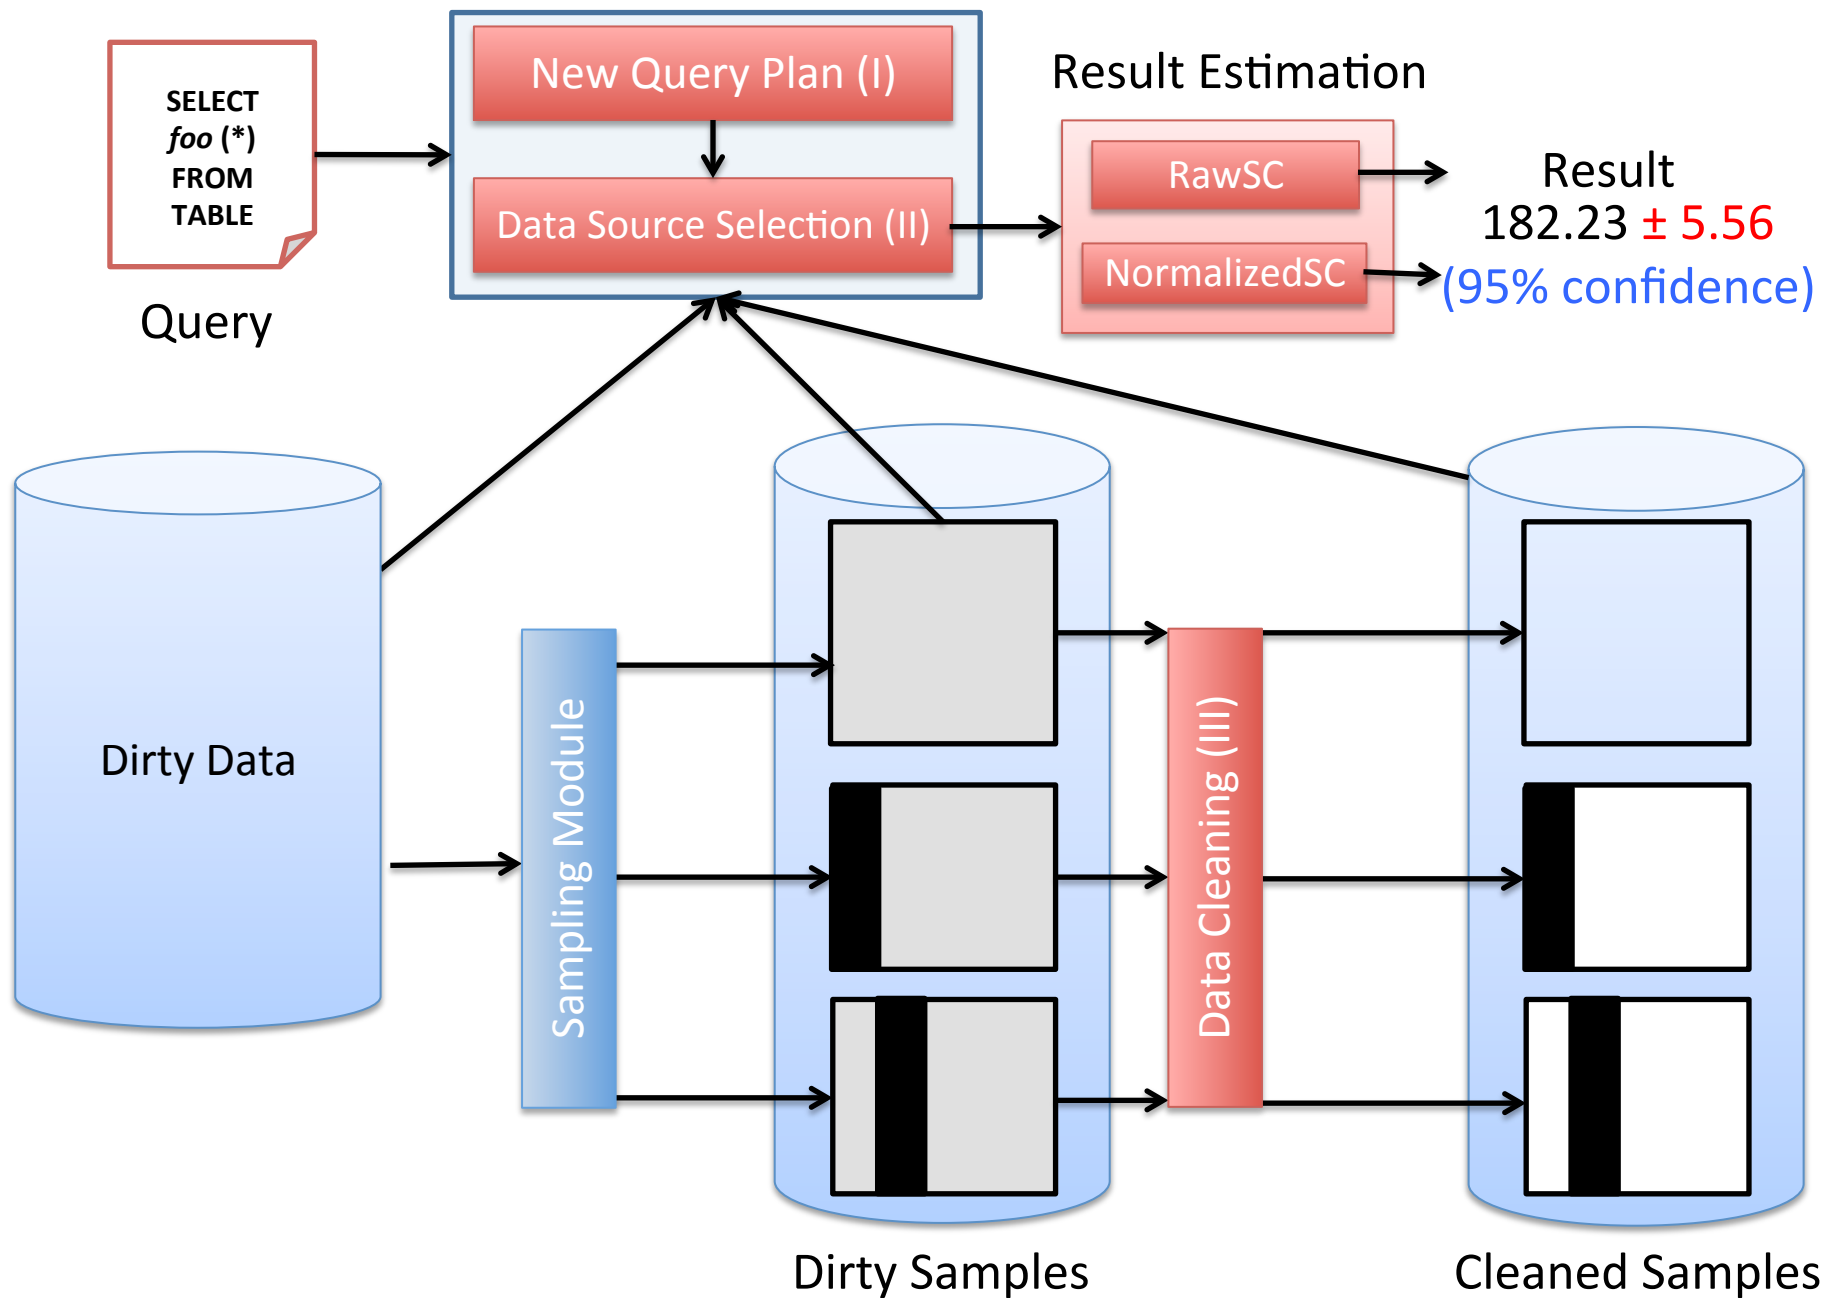 SELECT
foo (*)
FROM
TABLE
Query
New Query Plan (I)
Data Source Selection (II)
Result Estimation
RawSC
NormalizedSC
Result
182.23 ± 5.56
(95% confidence)
Dirty Data
Sampling Module
Data Cleaning (III)
Dirty Samples
Cleaned Samples